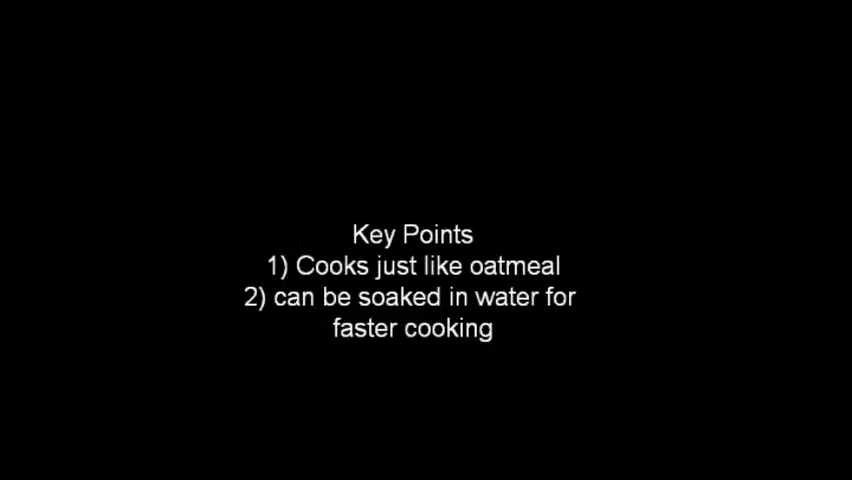 Key Points
1) Cooks just like oatmeal
2) can be soaked in water for
faster cooking